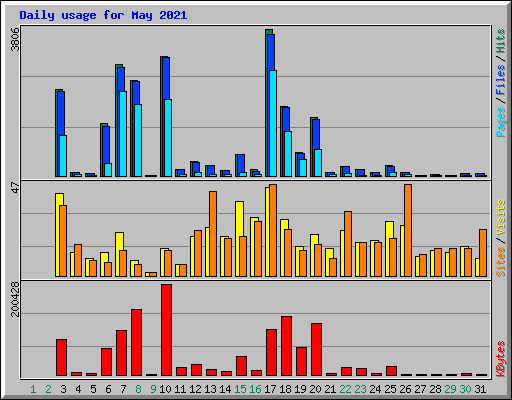 Daily usage for May 2021
3806
Pages / Files / Hits
47
Sites / Visits
200428
KBytes
1 2 3 4 5 6 7 8 9 10 11 12 13 14 15 16 17 18 19 20 21 22 23 24 25 26 27 28 29 30 31